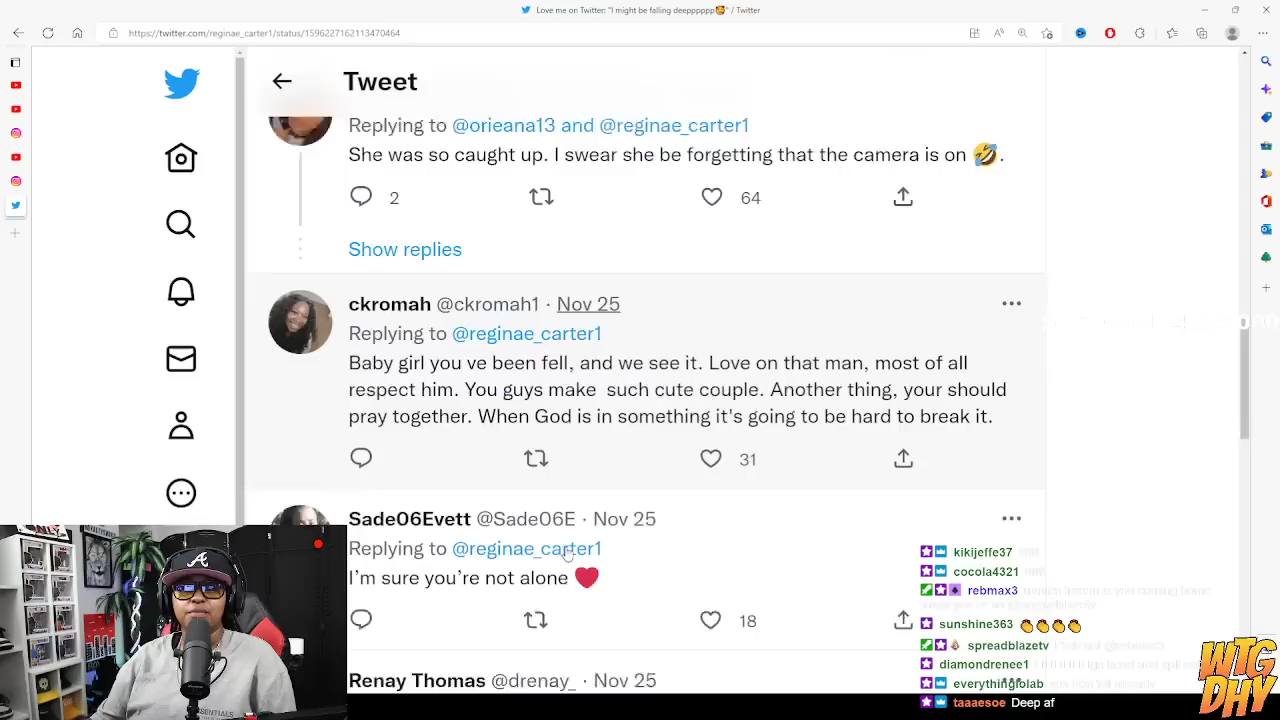 Love me on Twitter: "I might be falling deepppppp🥰" / Twitter
https://twitter.com/reginae_carter1/status/1596227162113470464
Tweet
Replying to @orieana13 and @reginae_carter1
She was so caught up. I swear she be forgetting that the camera is on 🤣.
2
64
Show replies
ckromah @ckromah1 · Nov 25
Replying to @reginae_carter1
Baby girl you ve been fell, and we see it. Love on that man, most of all
respect him. You guys make such cute couple. Another thing, your should
pray together. When God is in something it's going to be hard to break it.
31
Sade06Evett @Sade06E · Nov 25
Replying to @reginae_carter1
I'm sure you're not alone ❤️
18
Renay Thomas @drenay_ · Nov 25
kikijeffe37
cocola4321
rebmax3
sunshine363 👏👏👏👏
spreadblazetv
diamondrenee1
taaaesoe Deep af
WTG
DHY
ESSENTIALS